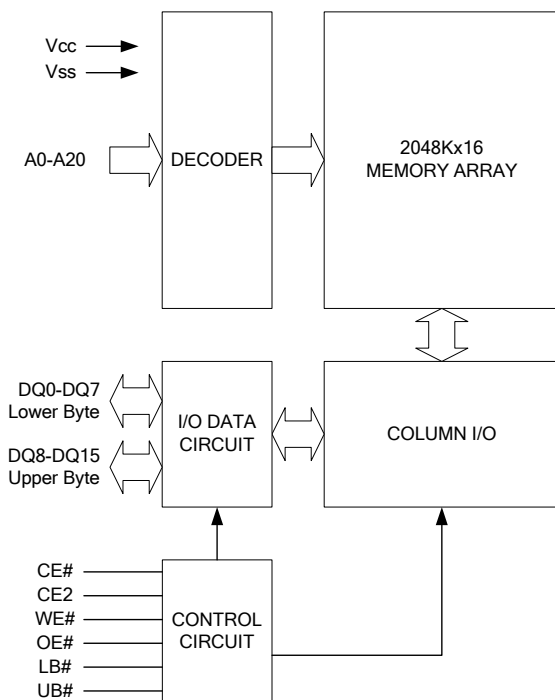 Vcc
Vss
A0-A20
DECODER
2048Kx16
MEMORY ARRAY
DQ0-DQ7
Lower Byte
DQ8-DQ15
Upper Byte
I/O DATA
CIRCUIT
COLUMN I/O
CE#
CE2
WE#
OE#
LB#
UB#
CONTROL
CIRCUIT